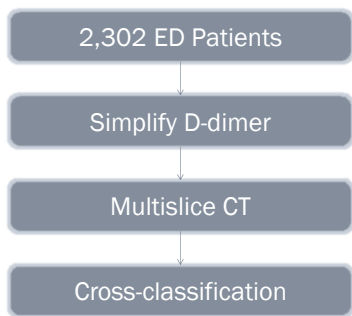 2,302 ED Patients
Simplify D-dimer
Multislice CT
Cross-classification